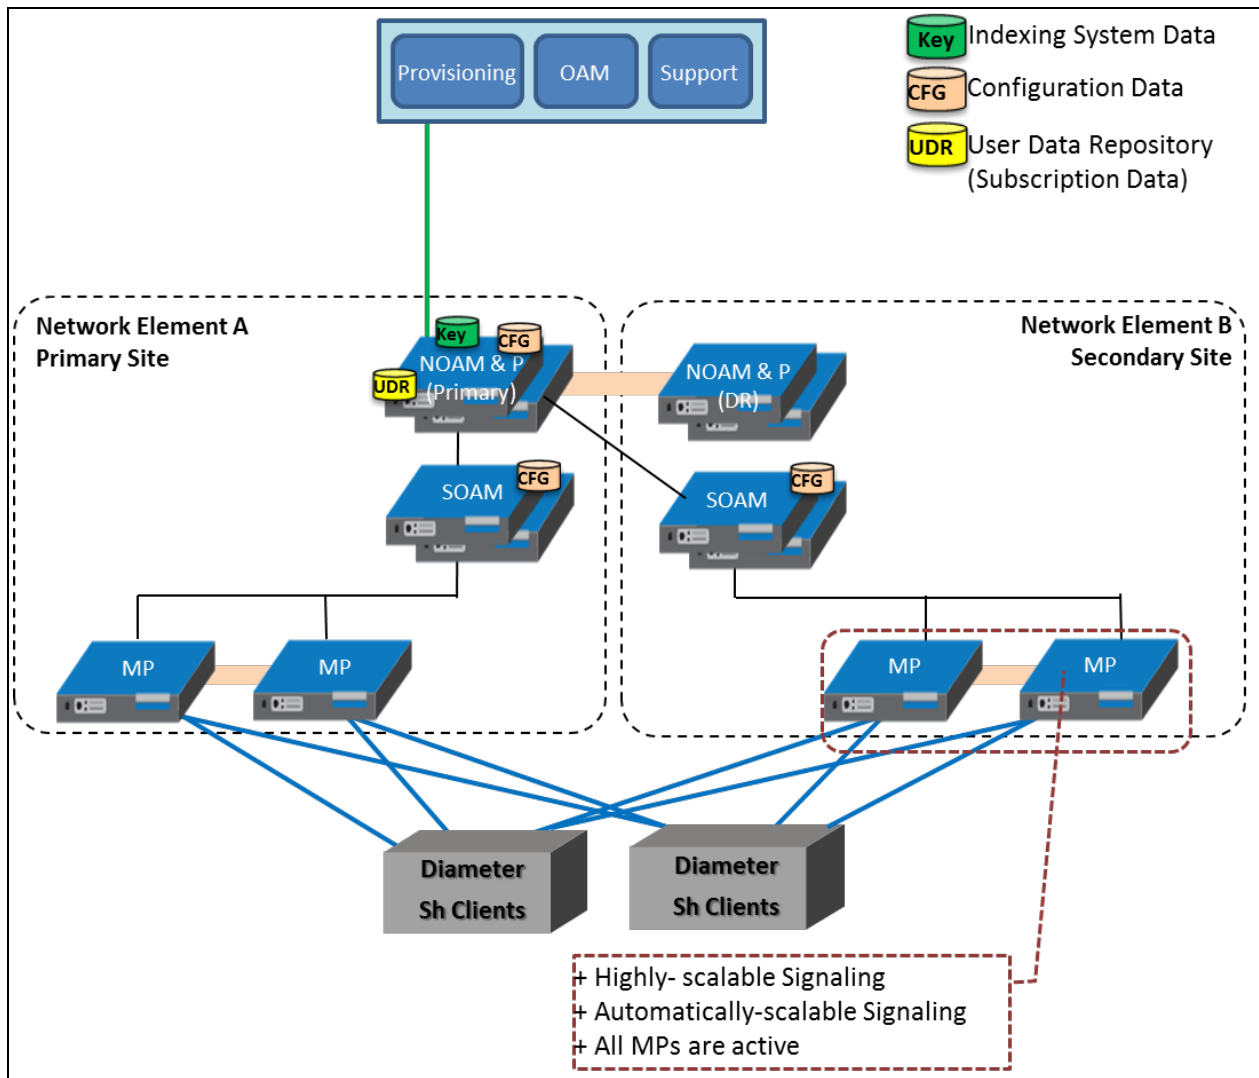 Provisioning
OAM
Support
Key
Indexing System Data
CFG
Configuration Data
UDR
User Data Repository
(Subscription Data)
Network Element A
Primary Site
Network Element B
Secondary Site
Key
CFG
UDR
NOAM & P
(Primary)
NOAM & P
(DR)
SOAM
CFG
SOAM
CFG
MP
MP
MP
MP
Diameter
Sh Clients
Diameter
Sh Clients
+ Highly- scalable Signaling
+ Automatically-scalable Signaling
+ All MPs are active